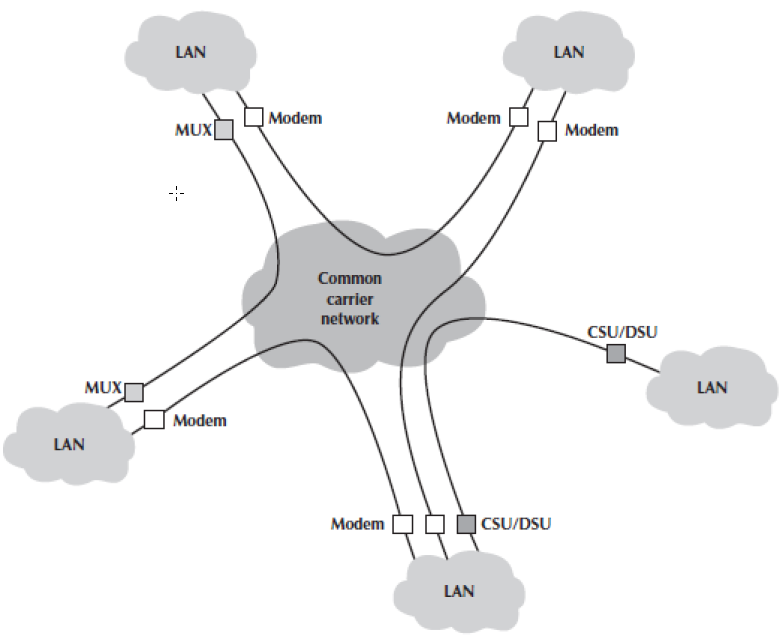 LAN
LAN
Modem
Modem
MUX
Modem
Common
carrier
network
CSU/DSU
LAN
MUX
Modem
LAN
Modem
CSU/DSU
LAN